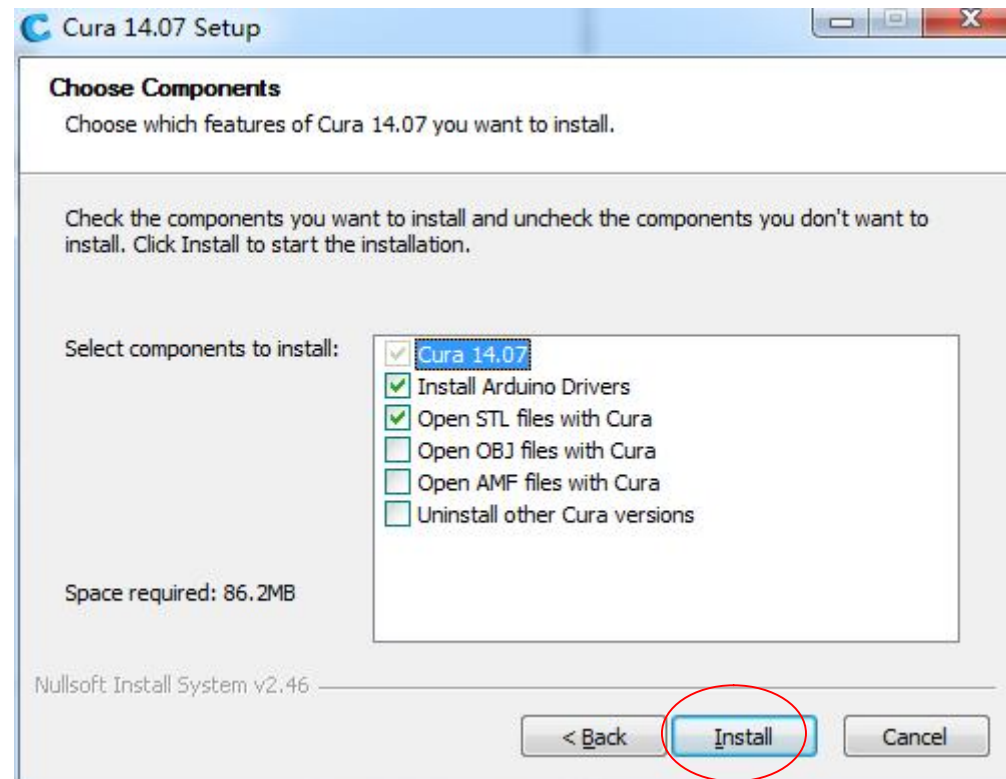 Cura 14.07 Setup
Choose Components
Choose which features of Cura 14.07 you want to install.
Check the components you want to install and uncheck the components you don't want to
install. Click Install to start the installation.
Select components to install:
Cura 14.07
Install Arduino Drivers
Open STL files with Cura
Open OBJ files with Cura
Open AMF files with Cura
Uninstall other Cura versions
Space required: 86.2MB
Nullsoft Install System v2.46
< Back Install Cancel